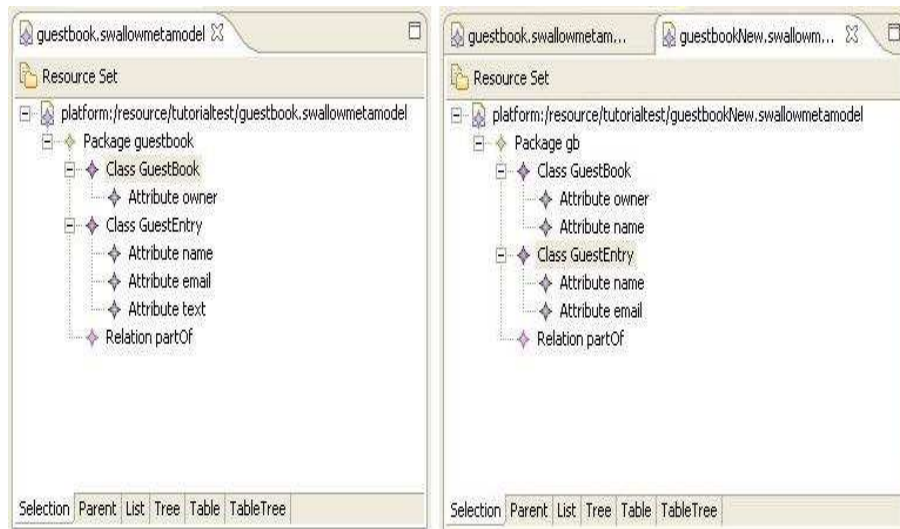 guestbook.swallowmetamodel
Resource Set
platform:/resource/tutorialtest/guestbook.swallowmetamodel
Package guestbook
Class GuestBook
Attribute owner
Class GuestEntry
Attribute name
Attribute email
Attribute text
Relation partOf
Selection Parent List Tree Table TableTree
guestbook.swallowmetam... guestbookNew.swallowm...
Resource Set
platform:/resource/tutorialtest/guestbookNew.swallowmetamodel
Package gb
Class GuestBook
Attribute owner
Attribute name
Class GuestEntry
Attribute name
Attribute email
Relation partOf
Selection Parent List Tree Table TableTree